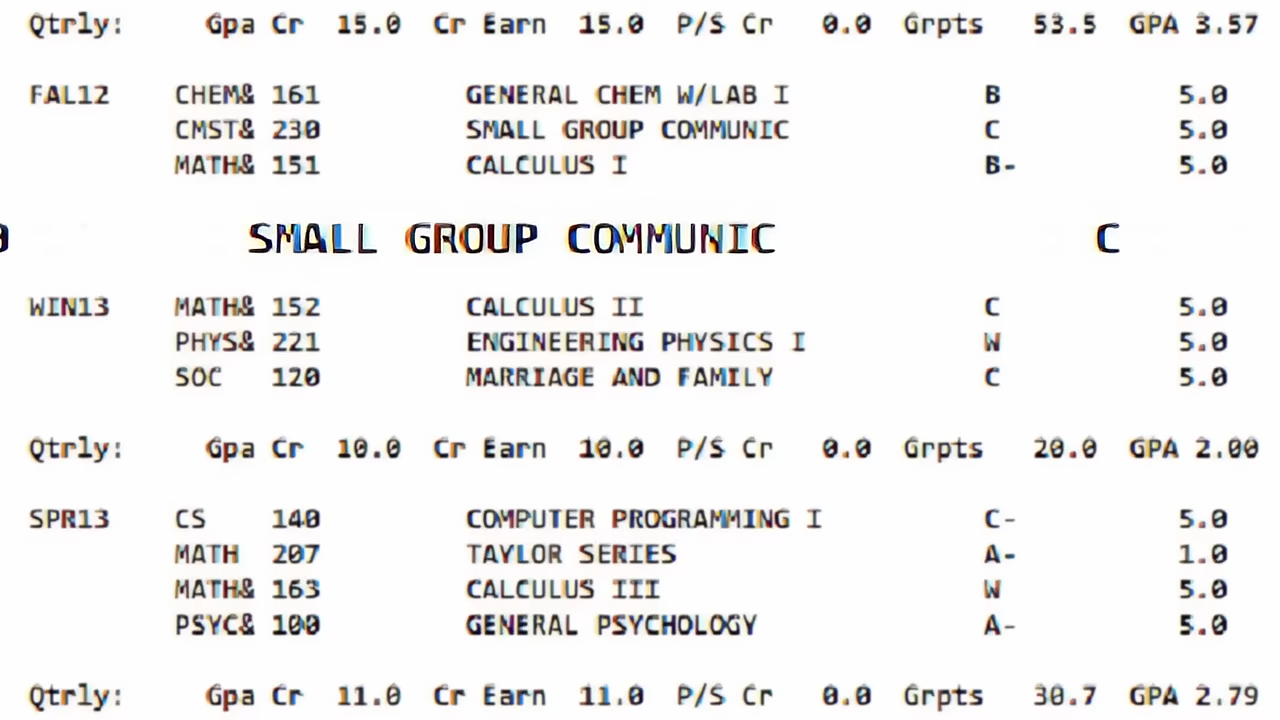 Qtrly: Gpa Cr 15.0 Cr Earn 15.0 P/S Cr 0.0 Grpts 53.5 GPA 3.57
FAL12 CHEM& 161 GENERAL CHEM W/LAB I B 5.0
CMST& 230 SMALL GROUP COMMUNIC C 5.0
MATH& 151 CALCULUS I B- 5.0
SMALL GROUP COMMUNIC C
WIN13 MATH& 152 CALCULUS II C 5.0
PHYS& 221 ENGINEERING PHYSICS I W 5.0
SOC 120 MARRIAGE AND FAMILY C 5.0
Qtrly: Gpa Cr 10.0 Cr Earn 10.0 P/S Cr 0.0 Grpts 20.0 GPA 2.00
SPR13 CS 140 COMPUTER PROGRAMMING I C- 5.0
MATH 207 TAYLOR SERIES A- 1.0
MATH& 163 CALCULUS III W 5.0
PSYC& 100 GENERAL PSYCHOLOGY A- 5.0
Qtrly: Gpa Cr 11.0 Cr Earn 11.0 P/S Cr 0.0 Grpts 30.7 GPA 2.79